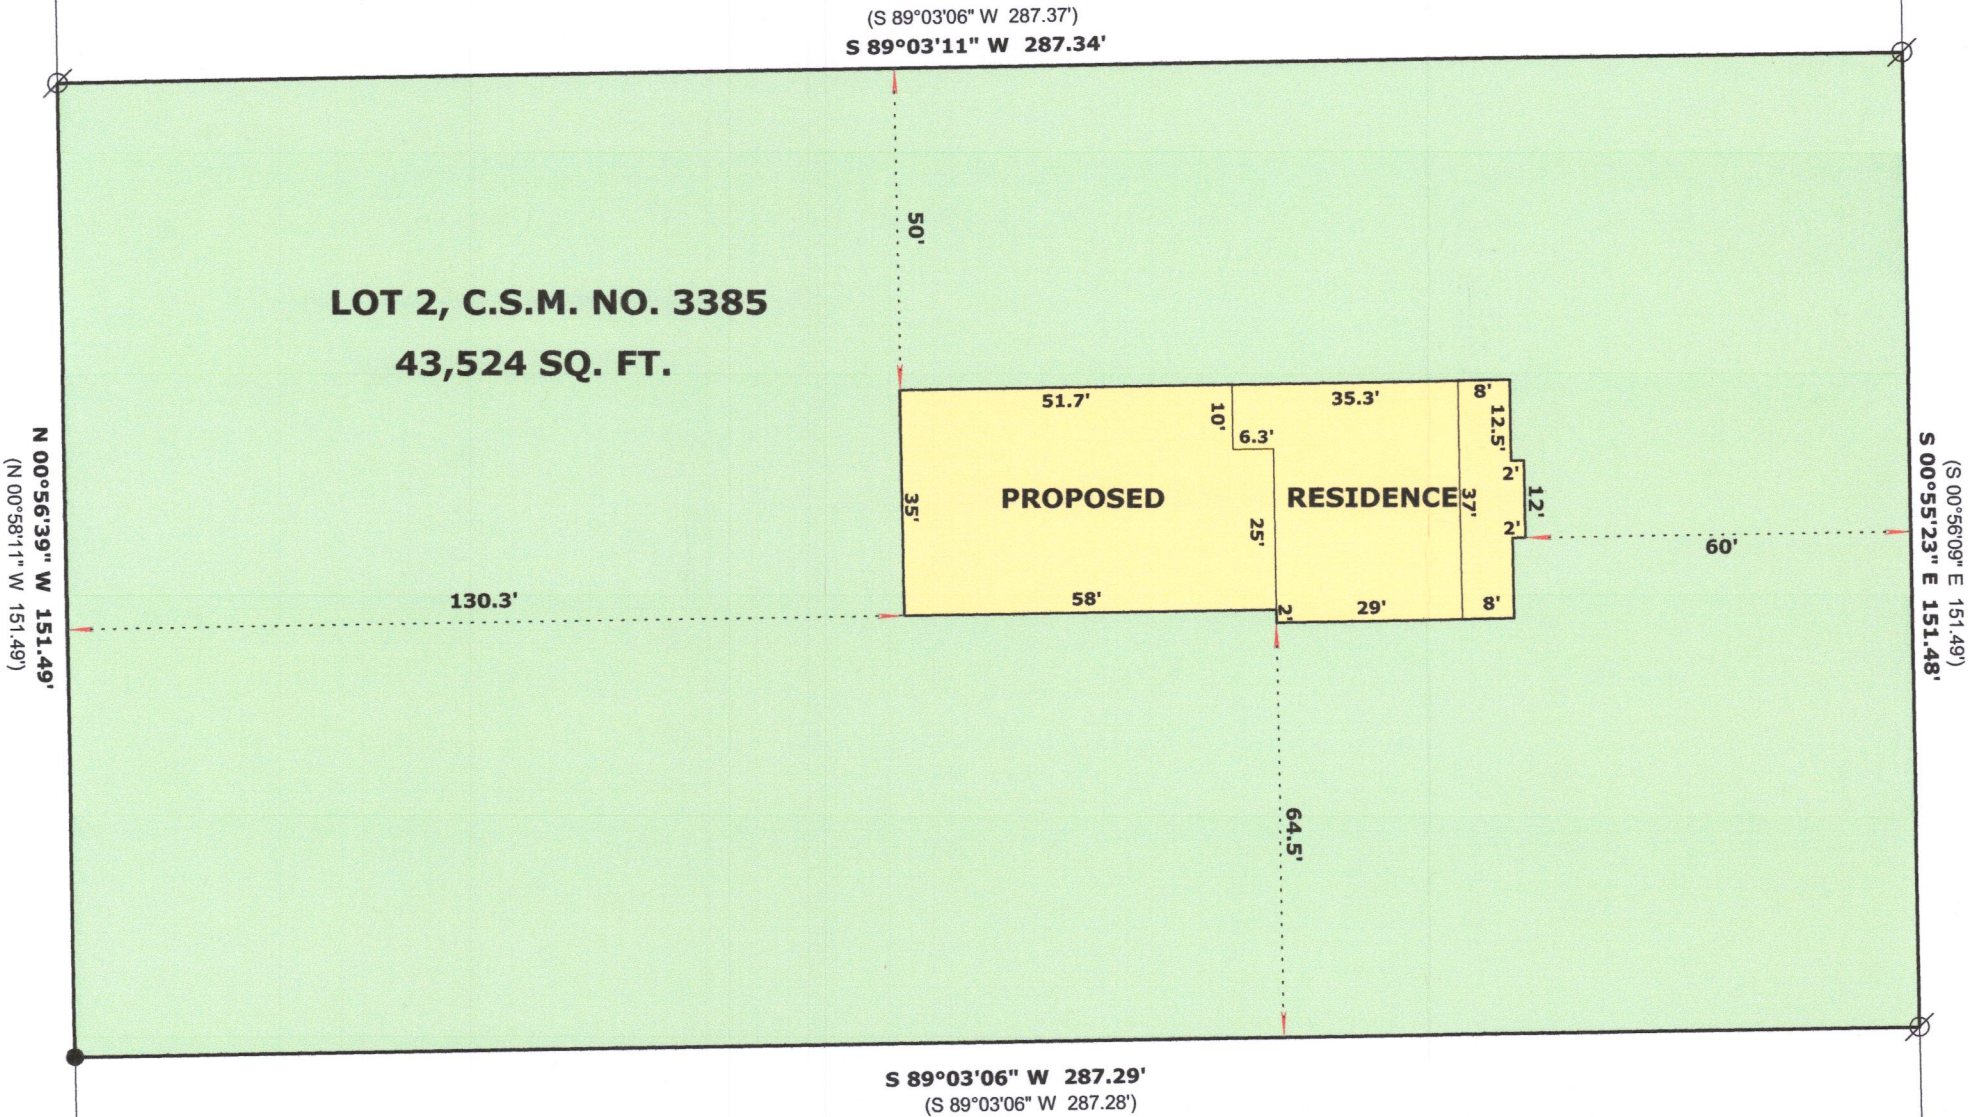 (S 89°03'06" W 287.37')
S 89°03'11" W 287.34'
50'
LOT 2, C.S.M. NO. 3385
43,524 SQ. FT.
51.7'
10'
6.3'
35.3'
8'
12.5'
2'
12'
2'
37'
PROPOSED RESIDENCE
35'
25'
58'
2'
29'
8'
60'
130.3'
64.5'
N 00°56'39" W 151.49'
(N 00°58'11" W 151.49')
(S 00°56'09" E 151.49')
S 00°55'23" E 151.48'
S 89°03'06" W 287.29'
(S 89°03'06" W 287.28')